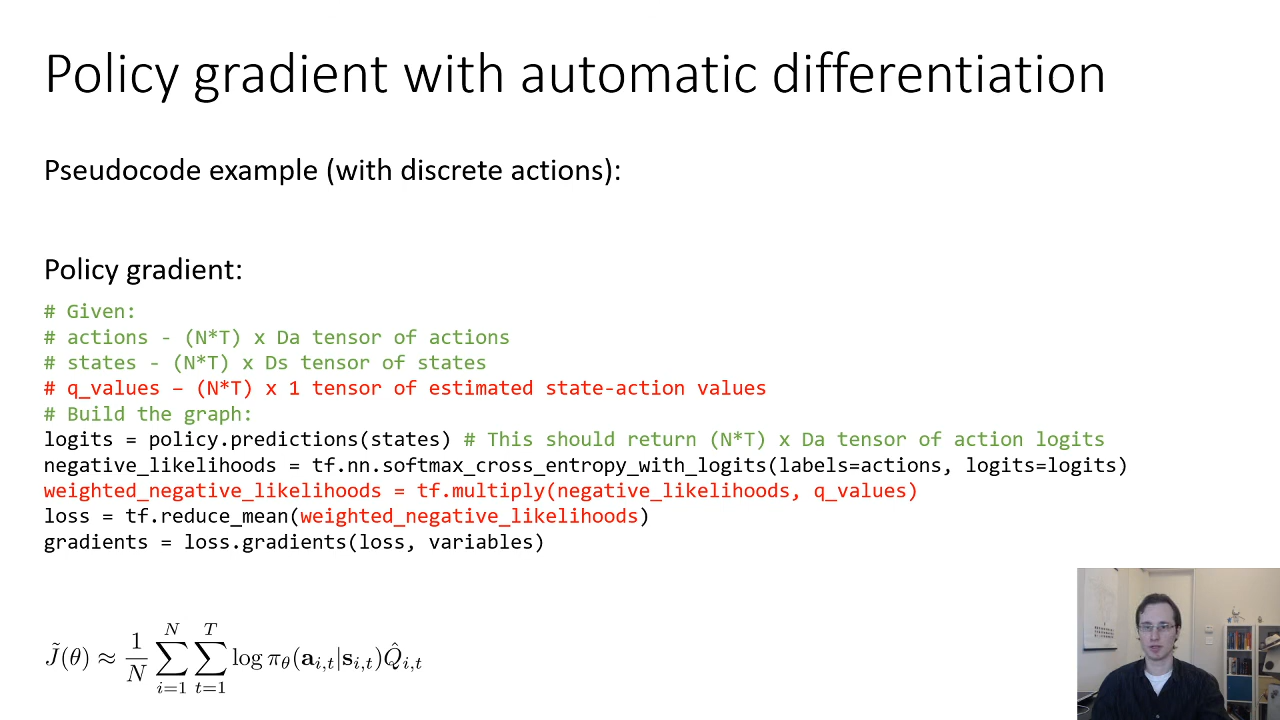 Policy gradient with automatic differentiation
Pseudocode example (with discrete actions):
Policy gradient:
# Given:
# actions - (N*T) x Da tensor of actions
# states - (N*T) x Ds tensor of states
# q_values – (N*T) x 1 tensor of estimated state-action values
# Build the graph:
logits = policy.predictions(states) # This should return (N*T) x Da tensor of action logits
negative_likelihoods = tf.nn.softmax_cross_entropy_with_logits(labels=actions, logits=logits)
weighted_negative_likelihoods = tf.multiply(negative_likelihoods, q_values)
loss = tf.reduce_mean(weighted_negative_likelihoods)
gradients = loss.gradients(loss, variables)
J̃(θ) ≈ 1/N ∑_{i=1}^{N} ∑_{t=1}^{T} log π_θ(a_{i,t}|s_{i,t})Q̂_{i,t}